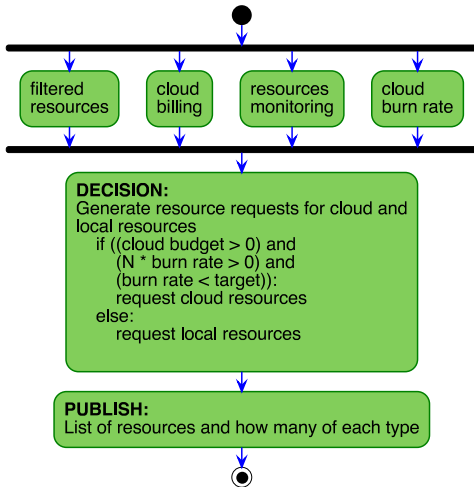 filtered
resources
cloud
billing
resources
monitoring
cloud
burn rate
DECISION:
Generate resource requests for cloud and
local resources
if ((cloud budget > 0) and
(N * burn rate > 0) and
(burn rate < target)):
request cloud resources
else:
request local resources
PUBLISH:
List of resources and how many of each type